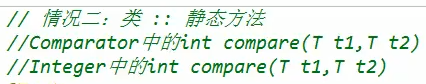 // 情况二：类 :: 静态方法
//Comparator中的int compare(T t1,T t2)
//Integer中的int compare(T t1,T t2)